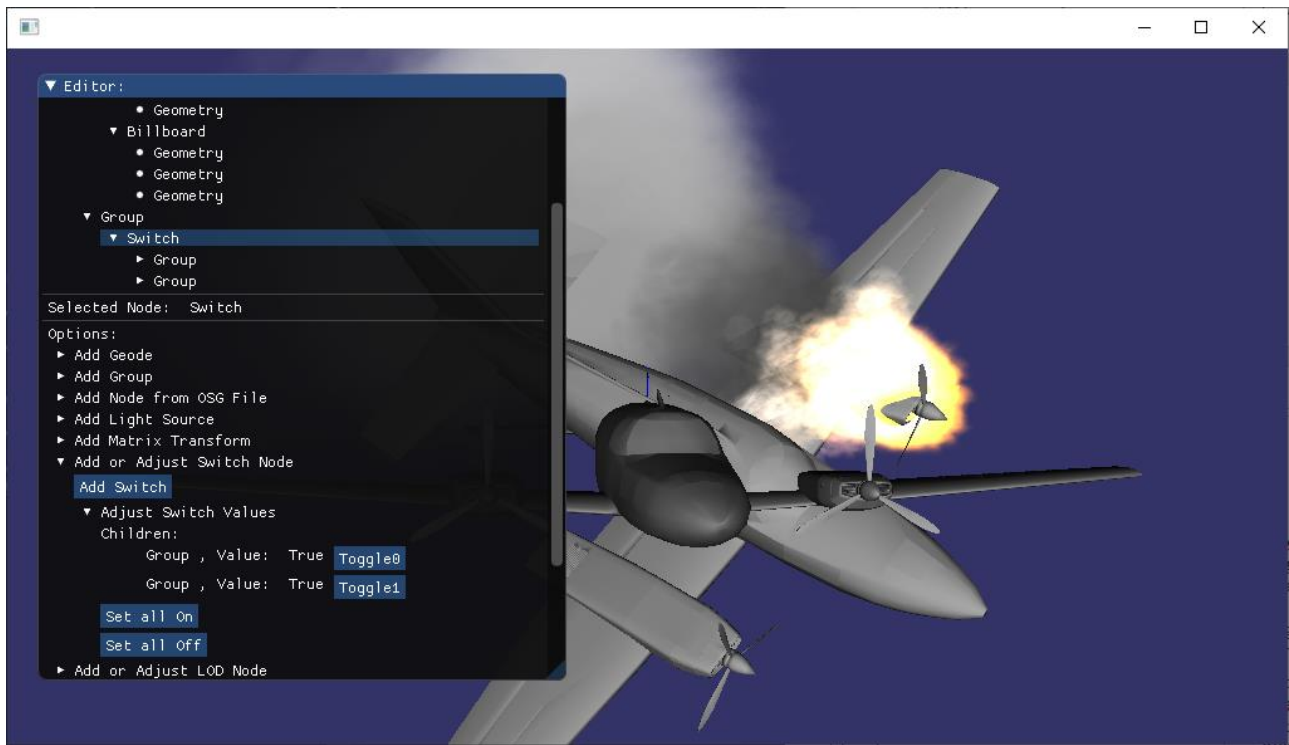 Editor:
Geometry
Billboard
Geometry
Geometry
Geometry
Group
Switch
Group
Group
Selected Node: Switch
Options:
Add Geode
Add Group
Add Node from OSG File
Add Light Source
Add Matrix Transform
Add or Adjust Switch Node
Add Switch
Adjust Switch Values
Children:
Group , Value: True Toggle0
Group , Value: True Toggle1
Set all On
Set all Off
Add or Adjust LOD Node